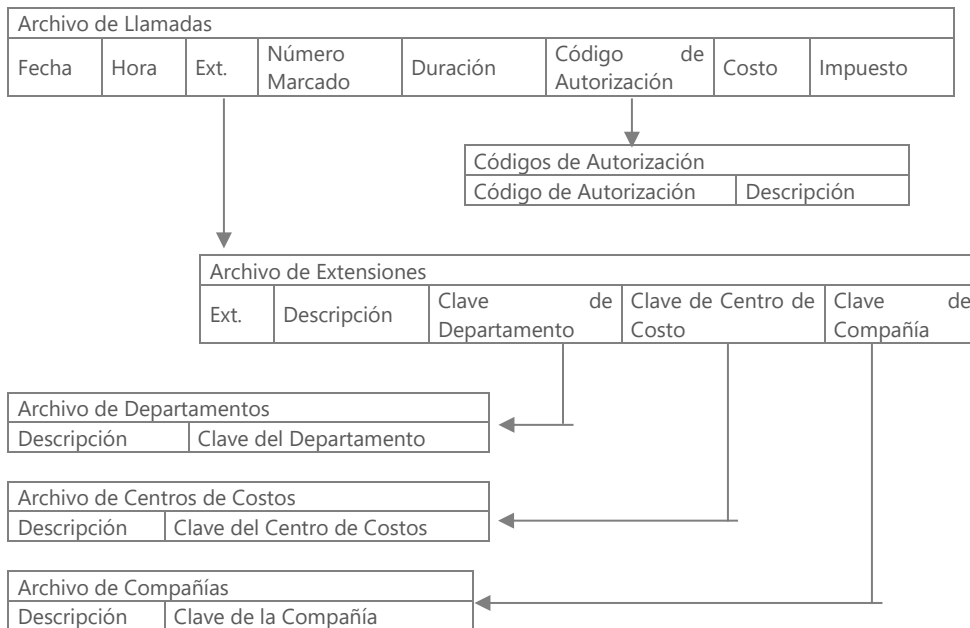 Archivo de Llamadas
Fecha Hora Ext. Número Marcado Duración Código de Autorización Costo Impuesto
Códigos de Autorización
Código de Autorización Descripción
Archivo de Extensiones
Ext. Descripción Clave de Departamento Clave de Centro de Costo Clave de Compañía
Archivo de Departamentos
Descripción Clave del Departamento
Archivo de Centros de Costos
Descripción Clave del Centro de Costos
Archivo de Compañías
Descripción Clave de la Compañía